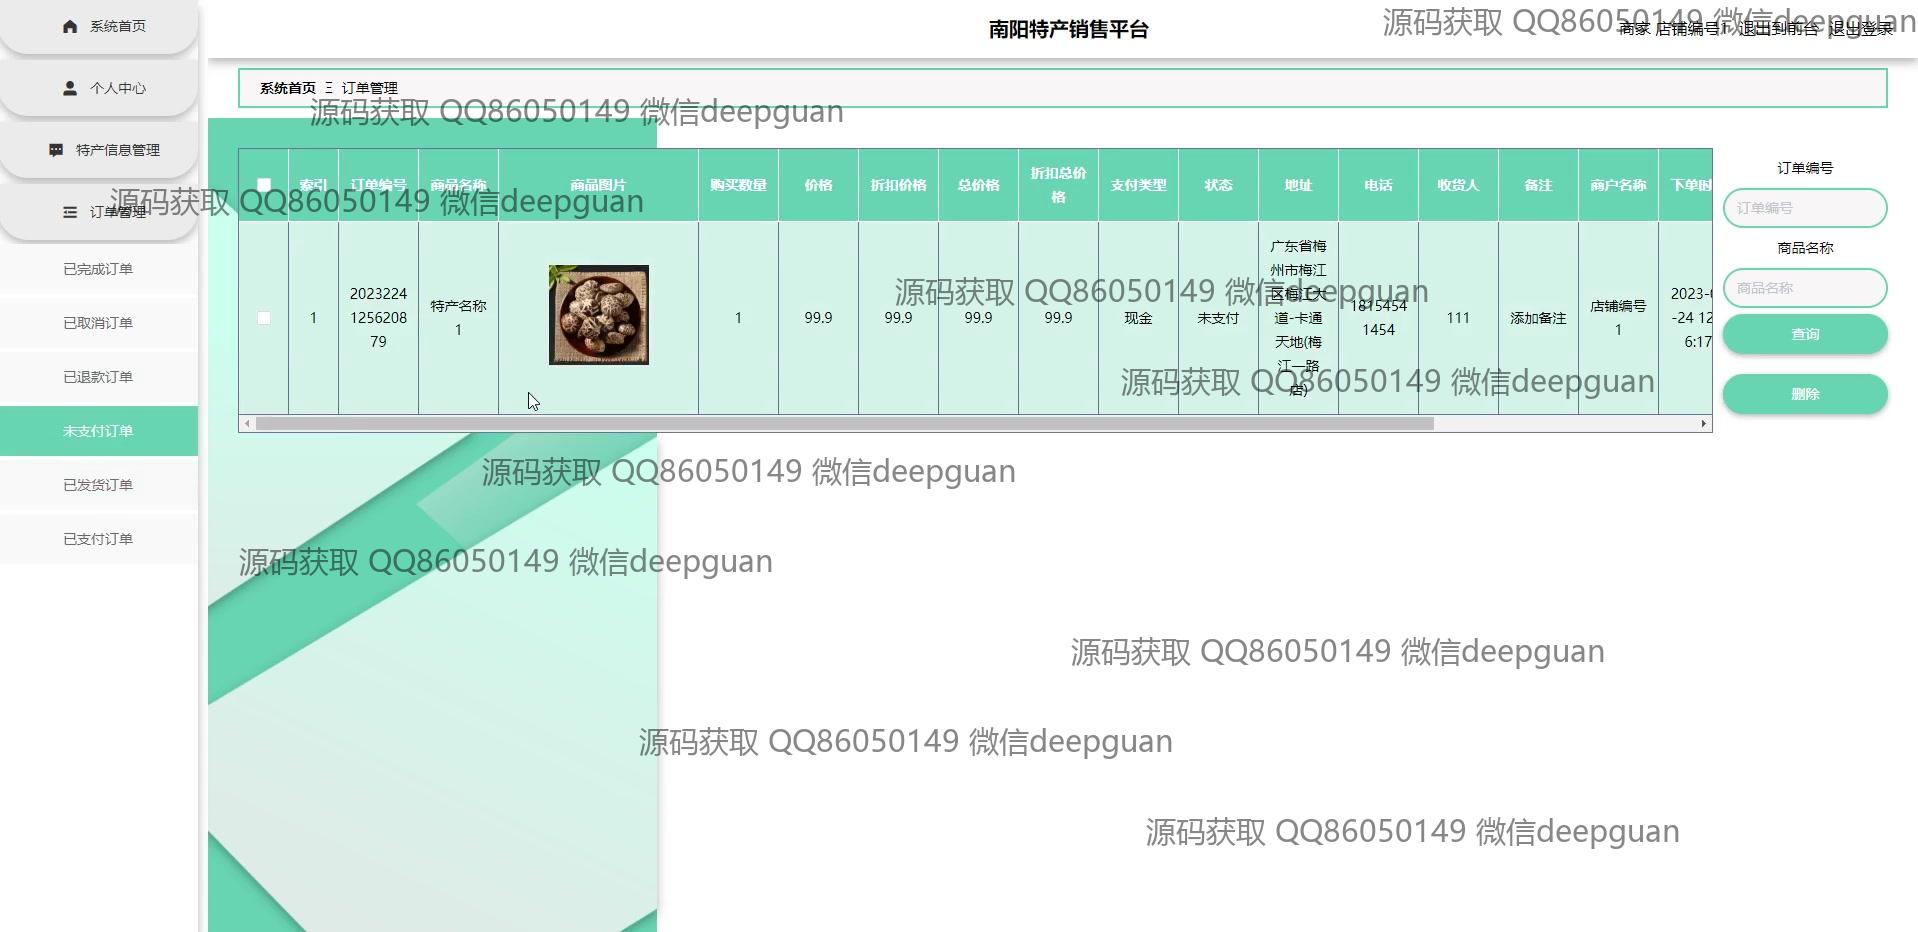 系统首页
个人中心
特产信息管理
订单管理
已完成订单
已取消订单
已退款订单
未支付订单
已发货订单
已支付订单
南阳特产销售平台
商家 店铺编号1 退出到前台 退出登录
系统首页 Ξ 订单管理
索引 订单编号 商品名称 商品图片 购买数量 价格 折扣价格 总价格 折扣总价格 支付类型 状态 地址 电话 收货人 备注 商户名称 下单时
1
2023224
1256208
79
特产名称
1
1
99.9
99.9
99.9
99.9
现金
未支付
广东省梅
州市梅江
区梅江大
道-卡通
天地(梅
江一路
店)
1815454
1454
111
添加备注
店铺编号
1
2023-
-24 12
6:17
订单编号
订单编号
商品名称
商品名称
查询
删除
源码获取 QQ86050149 微信deepguan
源码获取 QQ86050149 微信deepguan
源码获取 QQ86050149 微信deepguan
源码获取 QQ86050149 微信deepguan
源码获取 QQ86050149 微信deepguan
源码获取 QQ86050149 微信deepguan
源码获取 QQ86050149 微信deepguan
源码获取 QQ86050149 微信deepguan
源码获取 QQ86050149 微信deepguan
源码获取 QQ86050149 微信deepguan